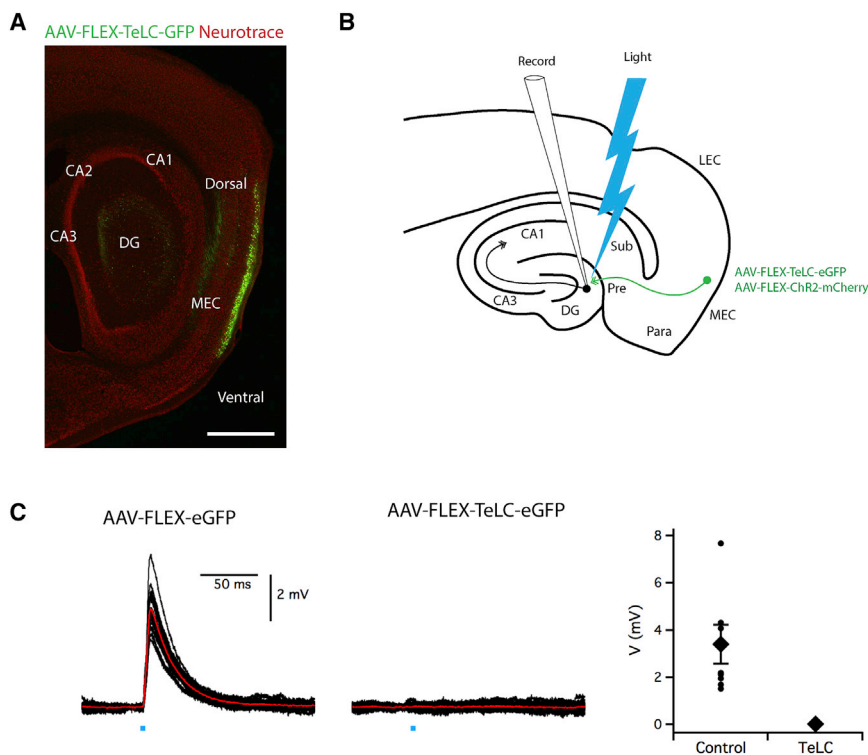 A
AAV-FLEX-TeLC-GFP Neurotrace
CA1
CA2
Dorsal
CA3
DG
MEC
Ventral
B
Record
Light
LEC
CA1
Sub
AAV-FLEX-TeLC-eGFP
AAV-FLEX-ChR2-mCherry
Pre
CA3
DG
MEC
Para
C
AAV-FLEX-eGFP
50 ms
2 mV
AAV-FLEX-TeLC-eGFP
V (mV)
8
6
4
2
0
Control
TeLC